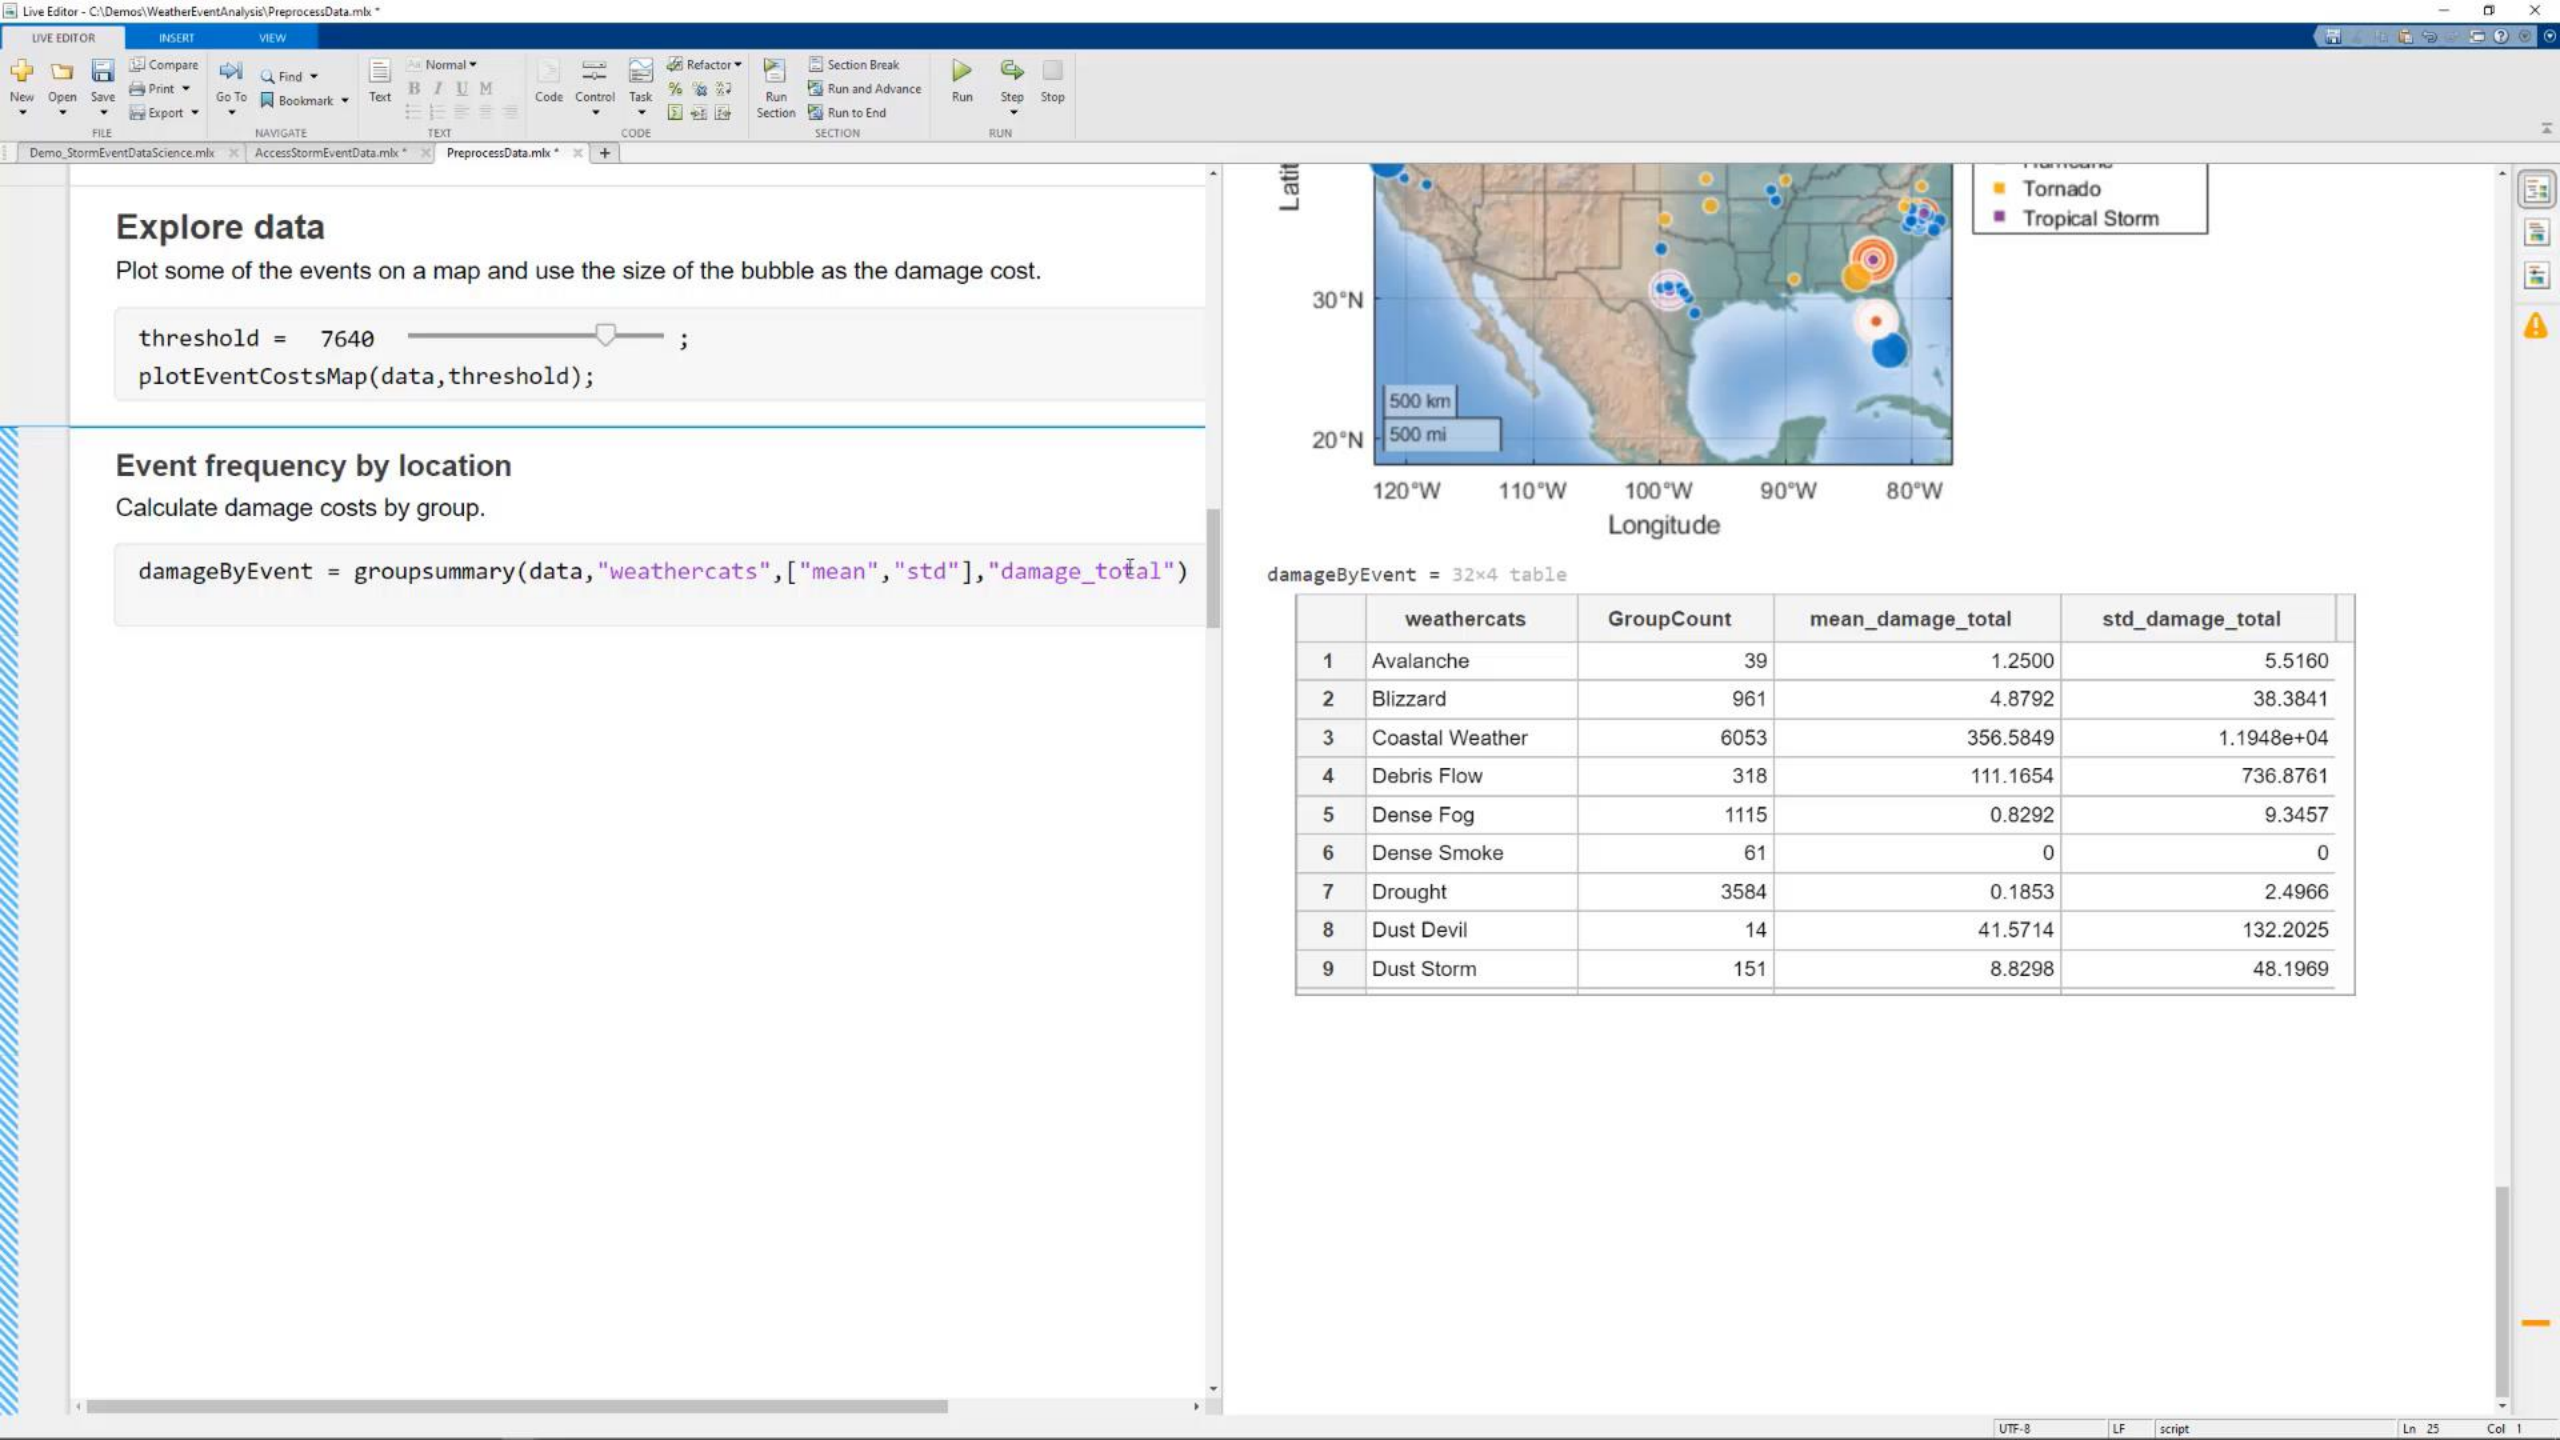 Live Editor - C:\Demos\WeatherEventAnalysis\PreprocessData.mlx *
LIVE EDITOR INSERT VIEW
New Open Save Compare Print Export Go To Find Bookmark Text Normal B I U M Code Control Task Refactor Run Section Section Break Run and Advance Run to End Run Step Stop
FILE NAVIGATE TEXT CODE SECTION RUN
Demo_StormEventDataScience.mlx AccessStormEventData.mlx * PreprocessData.mlx *
Explore data
Plot some of the events on a map and use the size of the bubble as the damage cost.
threshold = 7640 ;
plotEventCostsMap(data,threshold);
Event frequency by location
Calculate damage costs by group.
damageByEvent = groupsummary(data,"weathercats",["mean","std"],"damage_total")
Tornado
Tropical Storm
30°N
20°N
500 km
500 mi
120°W 110°W 100°W 90°W 80°W
Longitude
damageByEvent = 32×4 table
weathercats GroupCount mean_damage_total std_damage_total
1 Avalanche 39 1.2500 5.5160
2 Blizzard 961 4.8792 38.3841
3 Coastal Weather 6053 356.5849 1.1948e+04
4 Debris Flow 318 111.1654 736.8761
5 Dense Fog 1115 0.8292 9.3457
6 Dense Smoke 61 0 0
7 Drought 3584 0.1853 2.4966
8 Dust Devil 14 41.5714 132.2025
9 Dust Storm 151 8.8298 48.1969
UTF-8 LF script Ln 25 Col 1